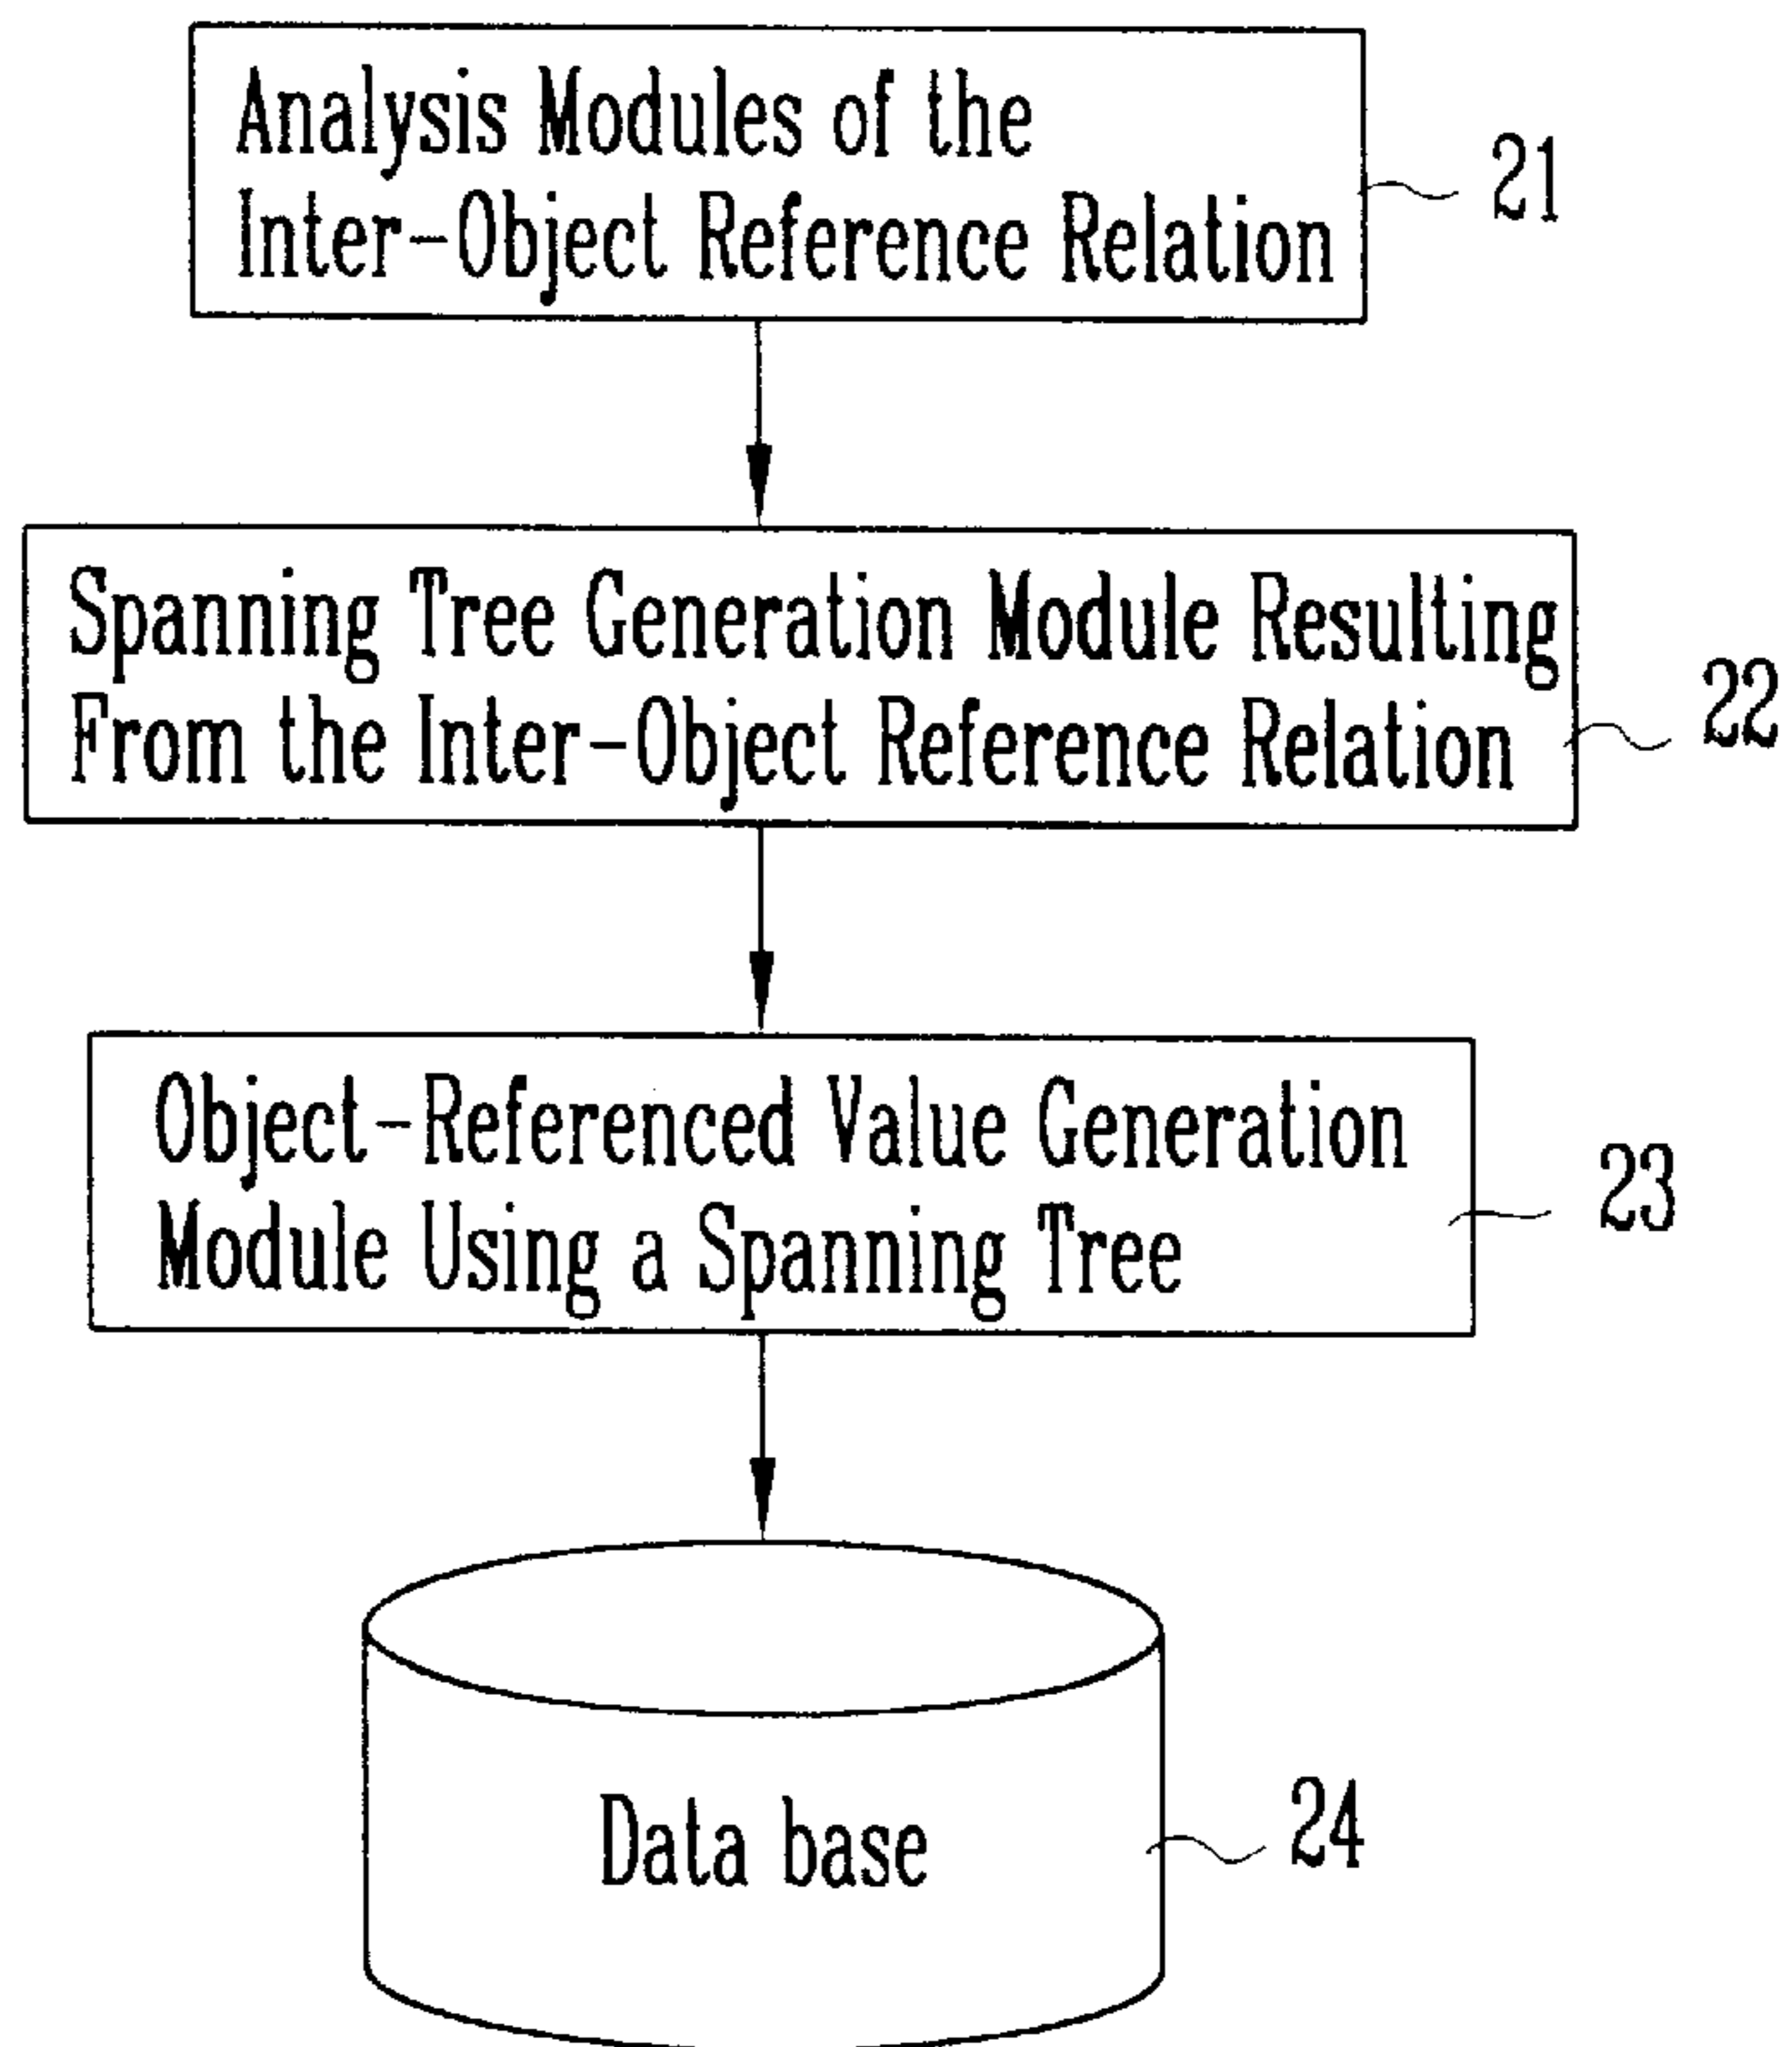 Analysis Modules of the
Inter-Object Reference Relation
21
Spanning Tree Generation Module Resulting
From the Inter-Object Reference Relation
22
Object-Referenced Value Generation
Module Using a Spanning Tree
23
Data base
24